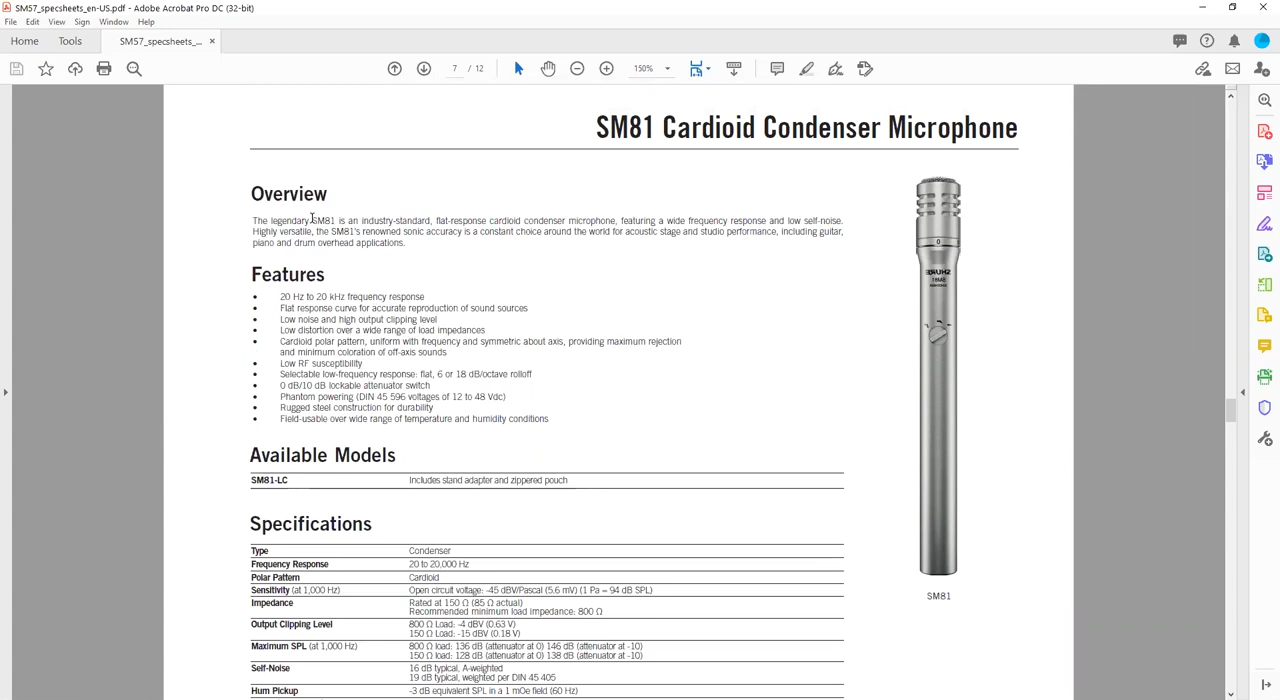 SM57_specsheets_en-US.pdf - Adobe Acrobat Pro DC (32-bit)
File Edit View Sign Window Help
Home Tools SM57_specsheets_... ×
7 / 12 150%
SM81 Cardioid Condenser Microphone
Overview
The legendary SM81 is an industry-standard, flat-response cardioid condenser microphone, featuring a wide frequency response and low self-noise.
Highly versatile, the SM81's renowned sonic accuracy is a constant choice around the world for acoustic stage and studio performance, including guitar,
piano and drum overhead applications.
Features
• 20 Hz to 20 kHz frequency response
• Flat response curve for accurate reproduction of sound sources
• Low noise and high output clipping level
• Low distortion over a wide range of load impedances
• Cardioid polar pattern, uniform with frequency and symmetric about axis, providing maximum rejection
and minimum coloration of off-axis sounds
• Low RF susceptibility
• Selectable low-frequency response: flat, 6 or 18 dB/octave rolloff
• 0 dB/10 dB lockable attenuator switch
• Phantom powering (DIN 45 596 voltages of 12 to 48 Vdc)
• Rugged steel construction for durability
• Field-usable over wide range of temperature and humidity conditions
Available Models
SM81-LC Includes stand adapter and zippered pouch
Specifications
Type Condenser
Frequency Response 20 to 20,000 Hz
Polar Pattern Cardioid
Sensitivity (at 1,000 Hz) Open circuit voltage: -45 dBV/Pascal (5.6 mV) (1 Pa = 94 dB SPL)
Impedance Rated at 150 Ω (85 Ω actual)
Recommended minimum load impedance: 800 Ω
Output Clipping Level 800 Ω Load: -4 dBV (0.63 V)
150 Ω Load: -15 dBV (0.18 V)
Maximum SPL (at 1,000 Hz) 800 Ω load: 136 dB (attenuator at 0) 146 dB (attenuator at -10)
150 Ω load: 128 dB (attenuator at 0) 138 dB (attenuator at -10)
Self-Noise 16 dB typical, A-weighted
19 dB typical, weighted per DIN 45 405
Hum Pickup -3 dB equivalent SPL in a 1 mOe field (60 Hz)
0
SHURE
SM81
SM81